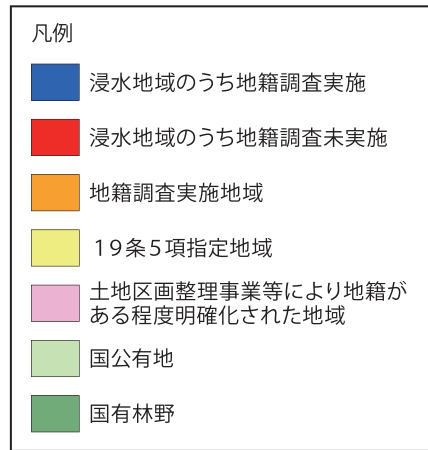 凡例
浸水地域のうち地籍調査実施
浸水地域のうち地籍調査未実施
地籍調査実施地域
１９条５項指定地域
土地区画整理事業等により地籍が
ある程度明確化された地域
国公有地
国有林野